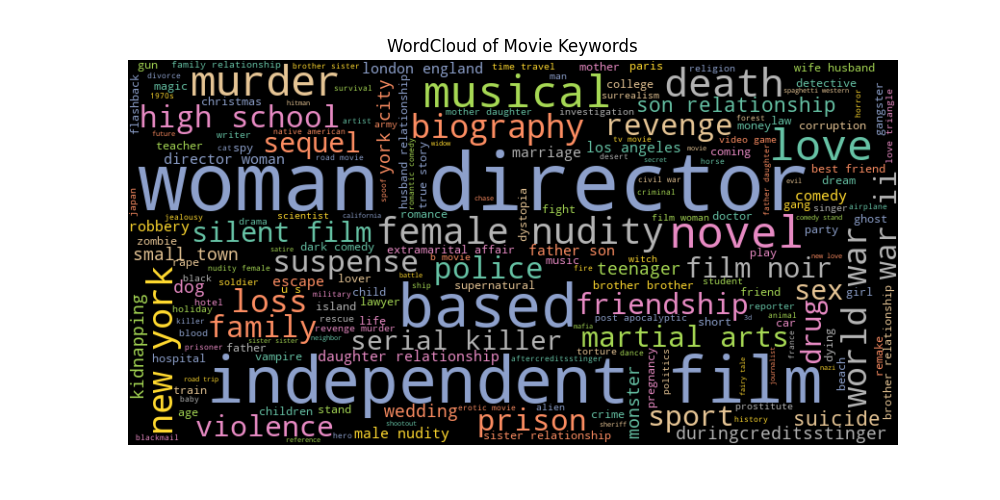 WordCloud of Movie Keywords
gun
family relationship
brother sister
london england
time travel
mother
paris
man
religion
wife husband
divorce
magic
1970s
murder
survival
hitman
musical
college
surrealism
death
detective
spaghetti western
horror
flashback
christmas
high school
artist
army
york city
husband relationship
mother daughter
investigation
son relationship
money
law
corruption
gangster
love triangle
future
writer
native american
sequel
biography
widow
revenge
forest
tv movie
video game
love
teacher
cat
spy
road movie
director woman
true story
romantic comedy
marriage
los angeles
coming
movie
desert
secret
horse
best friend
father daughter
japan
woman director
spoof
chase
civil war
criminal
evil
dream
comedy
airplane
gang
singer
world war ii
war ii
jealousy
robbery
drama
scientist
california
romance
dystopia
fight
film woman
doctor
party
comedy stand
ghost
zombie
silent film
satire
dark comedy
female nudity
extramarital affair
father son
novel
play
new love
small town
rape
nudity female
suspense
b movie
music
witch
fire
police
teenager
film noir
black
dog
soldier
escape
lover
battle
supernatural
brother brother
student
sex
girl
new york
hotel
u s
military
child
ship
based
friendship
friend
reporter
animal
kidnapping
holiday
loss
island
lawyer
post apocalyptic
short
3d
car
drug
killer
family
rescue
life
revenge murder
mafia
martial arts
france
dying
remake
brother relationship
blood
prisoner
father
sister sister
neighbor
serial killer
hospital
vampire
daughter relationship
aftercreditsstinger
torture
dance
politics
pregnancy
fairy tale
journalist
nazi
beach
road trip
train
baby
independent film
monster
age
children
stand
wedding
erotic movie
alien
crime
prostitute
history
sport
suicide
violence
shootout
prison
sheriff
blackmail
reference
hero
male nudity
sister relationship
duringcreditsstinger